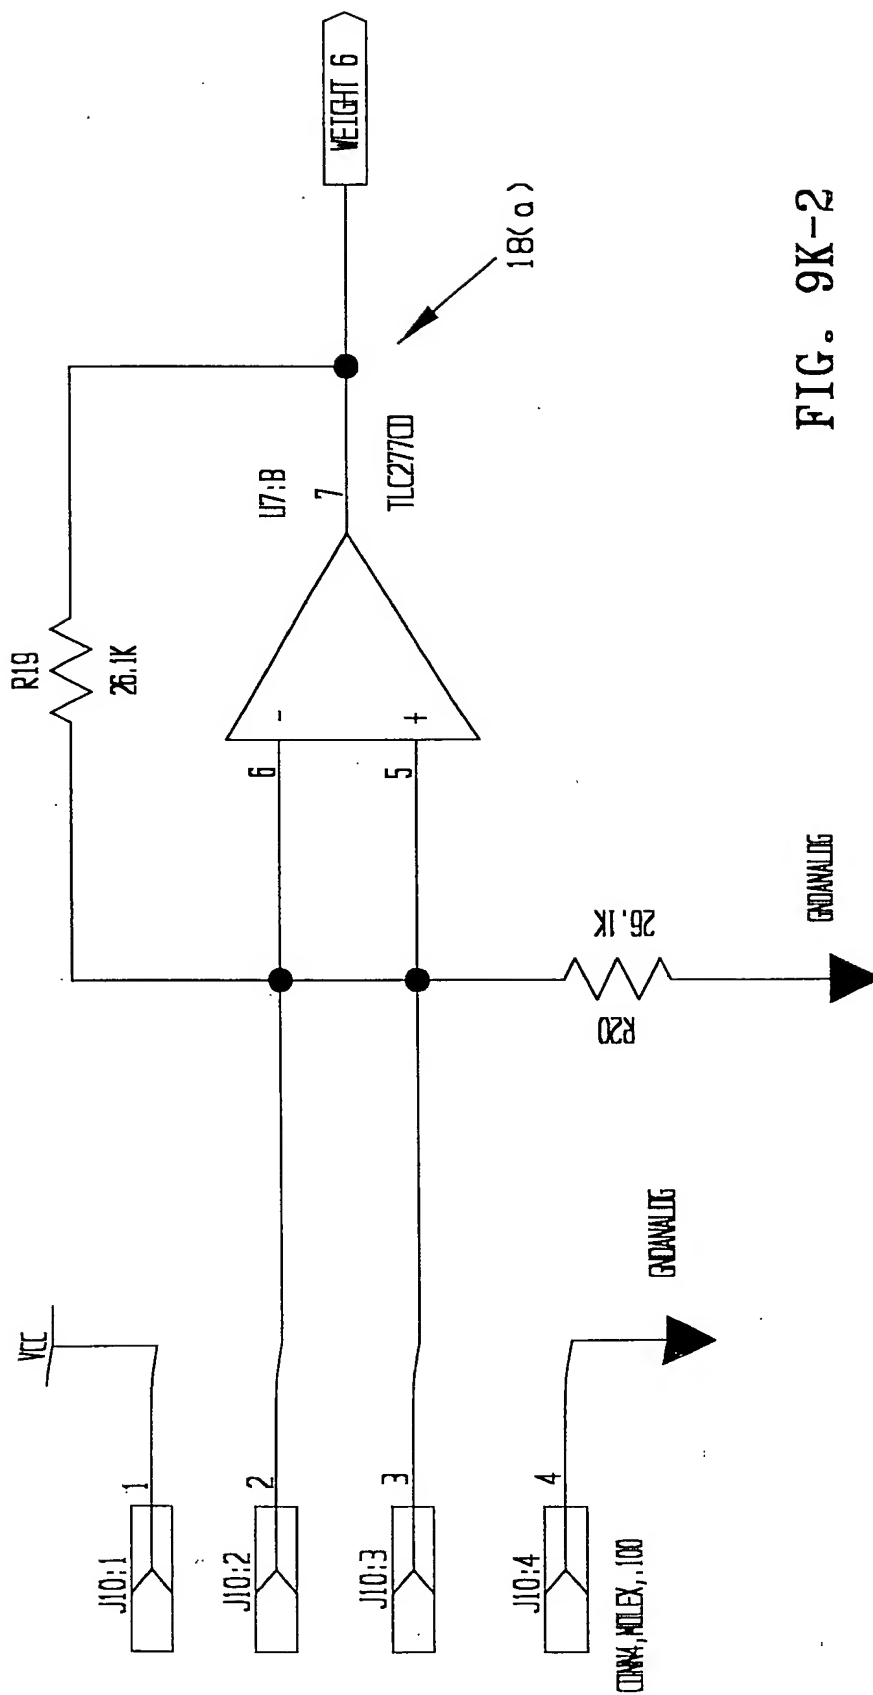 VCC
J10:1
1
J10:2
2
J10:3
3
J10:4
4
CONN4,MOLEX,.100
GNDANALOG
R19
26.1K
6
-
5
+
U7:B
7
TLC277CD
R20
26.1K
GNDANALOG
WEIGHT 6
18(a)
FIG. 9K-2